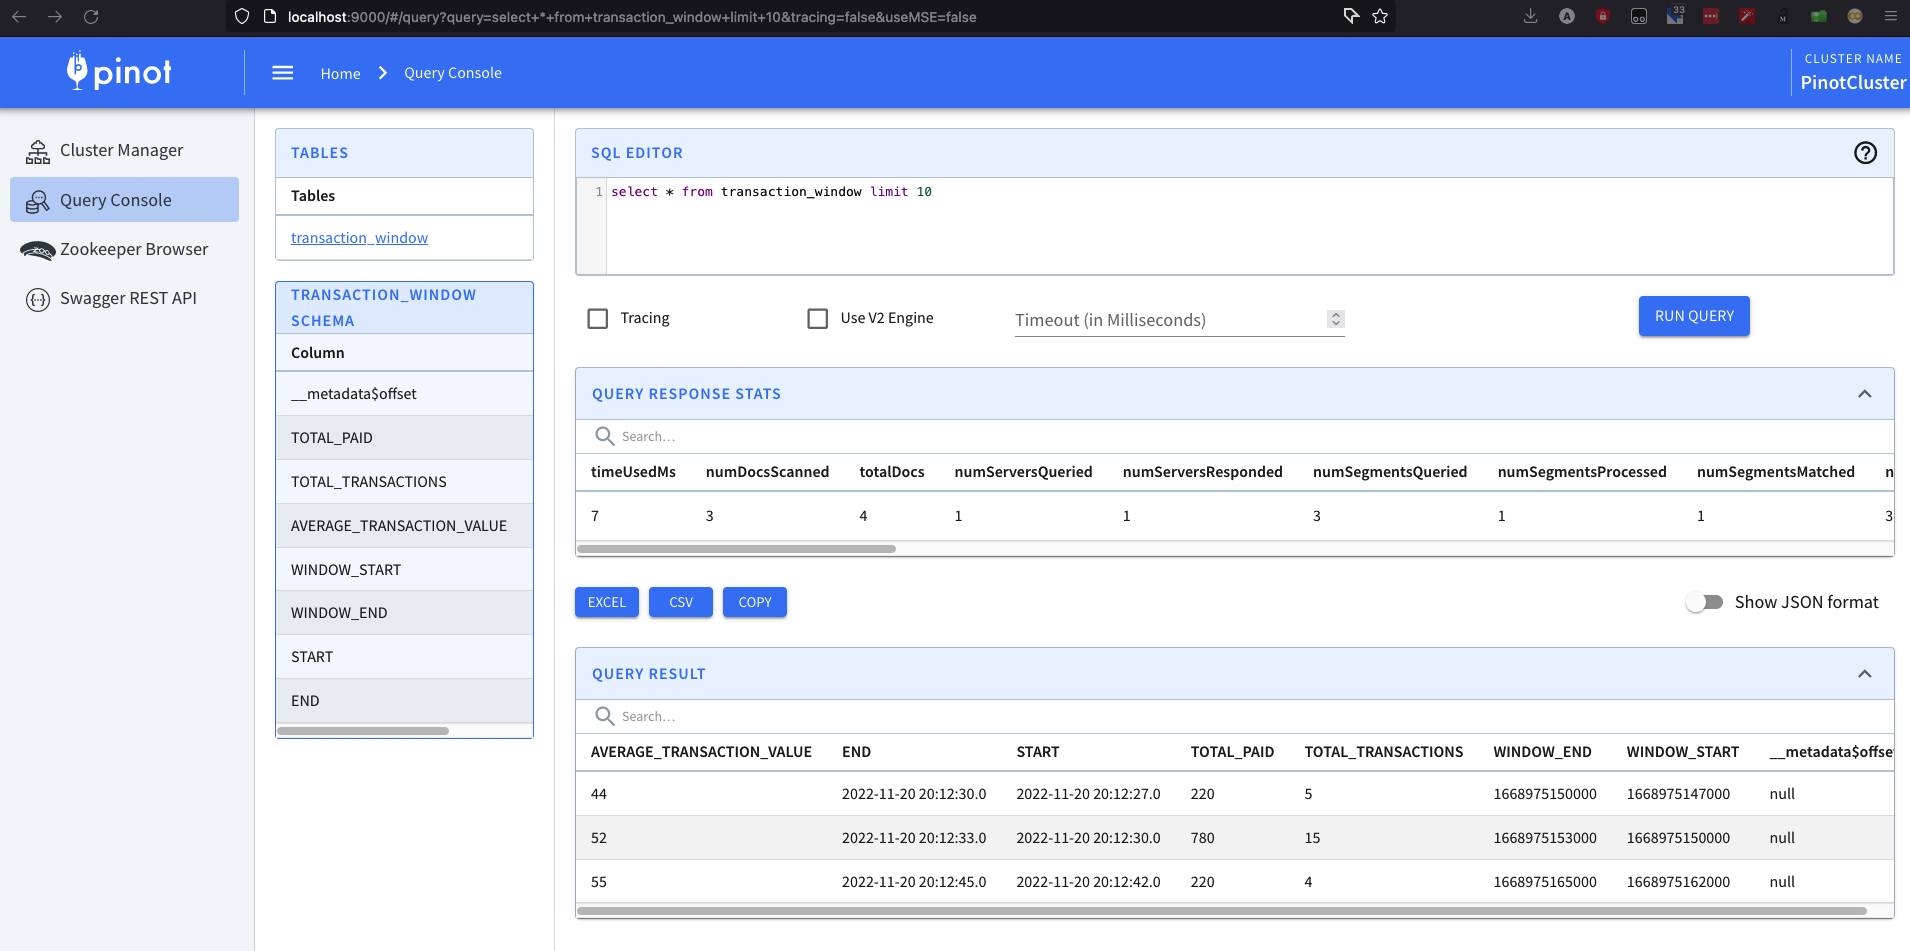 localhost:9000/#/query?query=select+*+from+transaction_window+limit+10&tracing=false&useMSE=false
33
pinot
Home
Query Console
CLUSTER NAME
PinotCluster
Cluster Manager
Query Console
Zookeeper Browser
Swagger REST API
TABLES
Tables
transaction_window
TRANSACTION_WINDOW
SCHEMA
Column
__metadata$offset
TOTAL_PAID
TOTAL_TRANSACTIONS
AVERAGE_TRANSACTION_VALUE
WINDOW_START
WINDOW_END
START
END
SQL EDITOR
1 select * from transaction_window limit 10
Tracing
Use V2 Engine
Timeout (in Milliseconds)
RUN QUERY
QUERY RESPONSE STATS
Search…
timeUsedMs numDocsScanned totalDocs numServersQueried numServersResponded numSegmentsQueried numSegmentsProcessed numSegmentsMatched n
7 3 4 1 1 3 1 1 3
EXCEL CSV COPY
Show JSON format
QUERY RESULT
Search…
AVERAGE_TRANSACTION_VALUE END START TOTAL_PAID TOTAL_TRANSACTIONS WINDOW_END WINDOW_START __metadata$offse
44 2022-11-20 20:12:30.0 2022-11-20 20:12:27.0 220 5 1668975150000 1668975147000 null
52 2022-11-20 20:12:33.0 2022-11-20 20:12:30.0 780 15 1668975153000 1668975150000 null
55 2022-11-20 20:12:45.0 2022-11-20 20:12:42.0 220 4 1668975165000 1668975162000 null